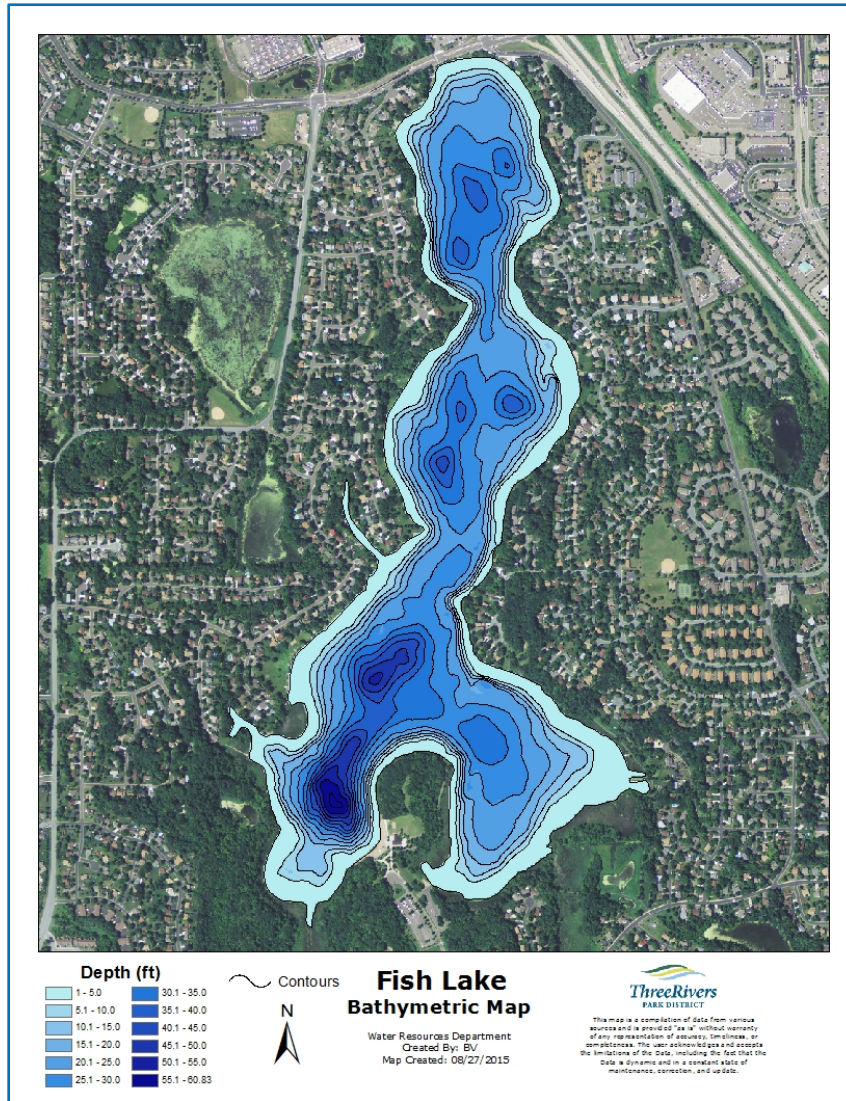 Depth (ft)
1 - 5.0
5.1 - 10.0
10.1 - 15.0
15.1 - 20.0
20.1 - 25.0
25.1 - 30.0
30.1 - 35.0
35.1 - 40.0
40.1 - 45.0
45.1 - 50.0
50.1 - 55.0
55.1 - 60.83
Contours
N
Fish Lake
Bathymetric Map
Water Resources Department
Created By: BV
Map Created: 08/27/2015
ThreeRivers
PARK DISTRICT
This map is a compilation of data from various
sources and is provided "as is" without warranty
of any representation of accuracy, timeliness, or
completeness. The user acknowledges and accepts
the limitations of the Data, including the fact that the
Data is dynamic and in a constant state of
maintenance, correction, and update.